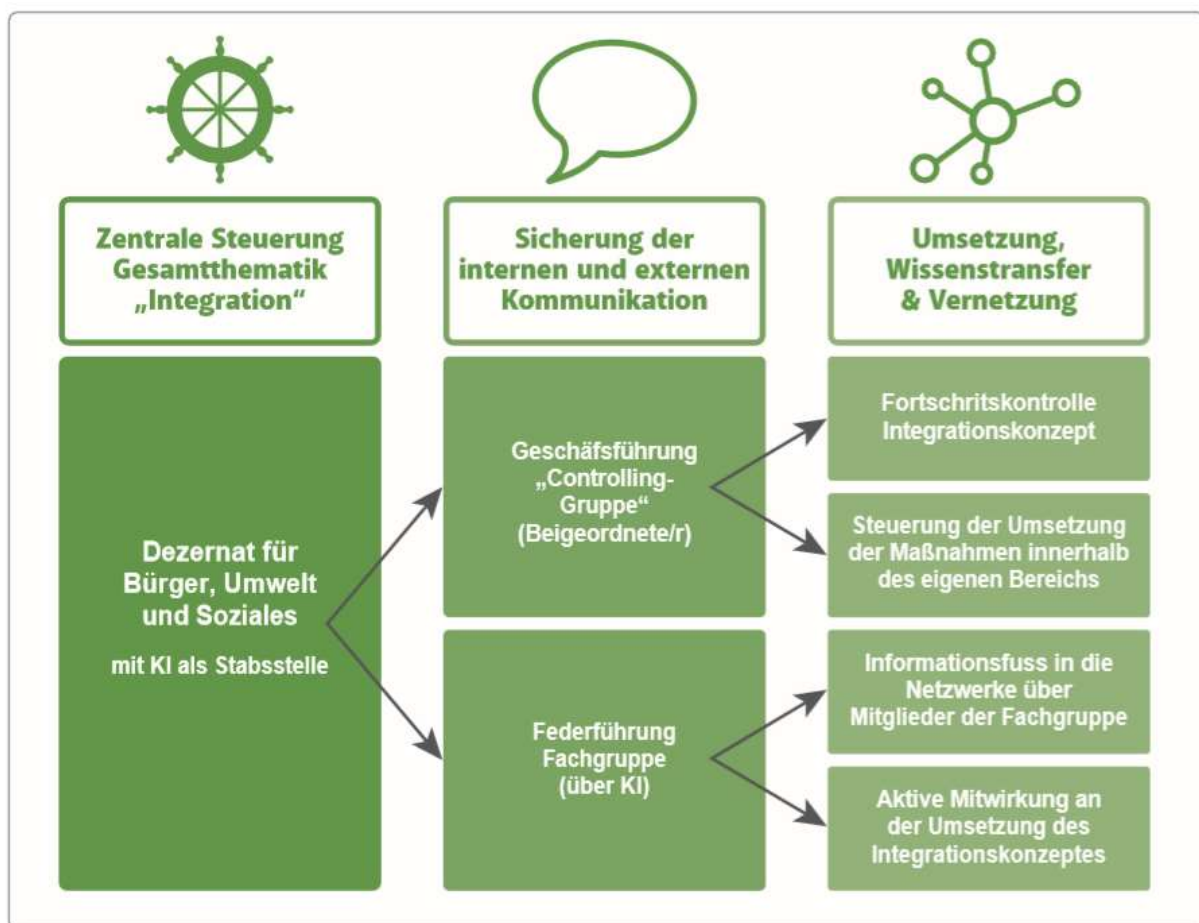 Zentrale Steuerung
Gesamtthematik
„Integration“
Sicherung der
internen und externen
Kommunikation
Umsetzung,
Wissenstransfer
& Vernetzung
Dezernat für
Bürger, Umwelt
und Soziales
mit KI als Stabsstelle
Geschäfsführung
„Controlling-
Gruppe“
(Beigeordnete/r)
Federführung
Fachgruppe
(über KI)
Fortschritskontrolle
Integrationskonzept
Steuerung der Umsetzung
der Maßnahmen innerhalb
des eigenen Bereichs
Informationsfuss in die
Netzwerke über
Mitglieder der Fachgruppe
Aktive Mitwirkung an
der Umsetzung des
Integrationskonzeptes